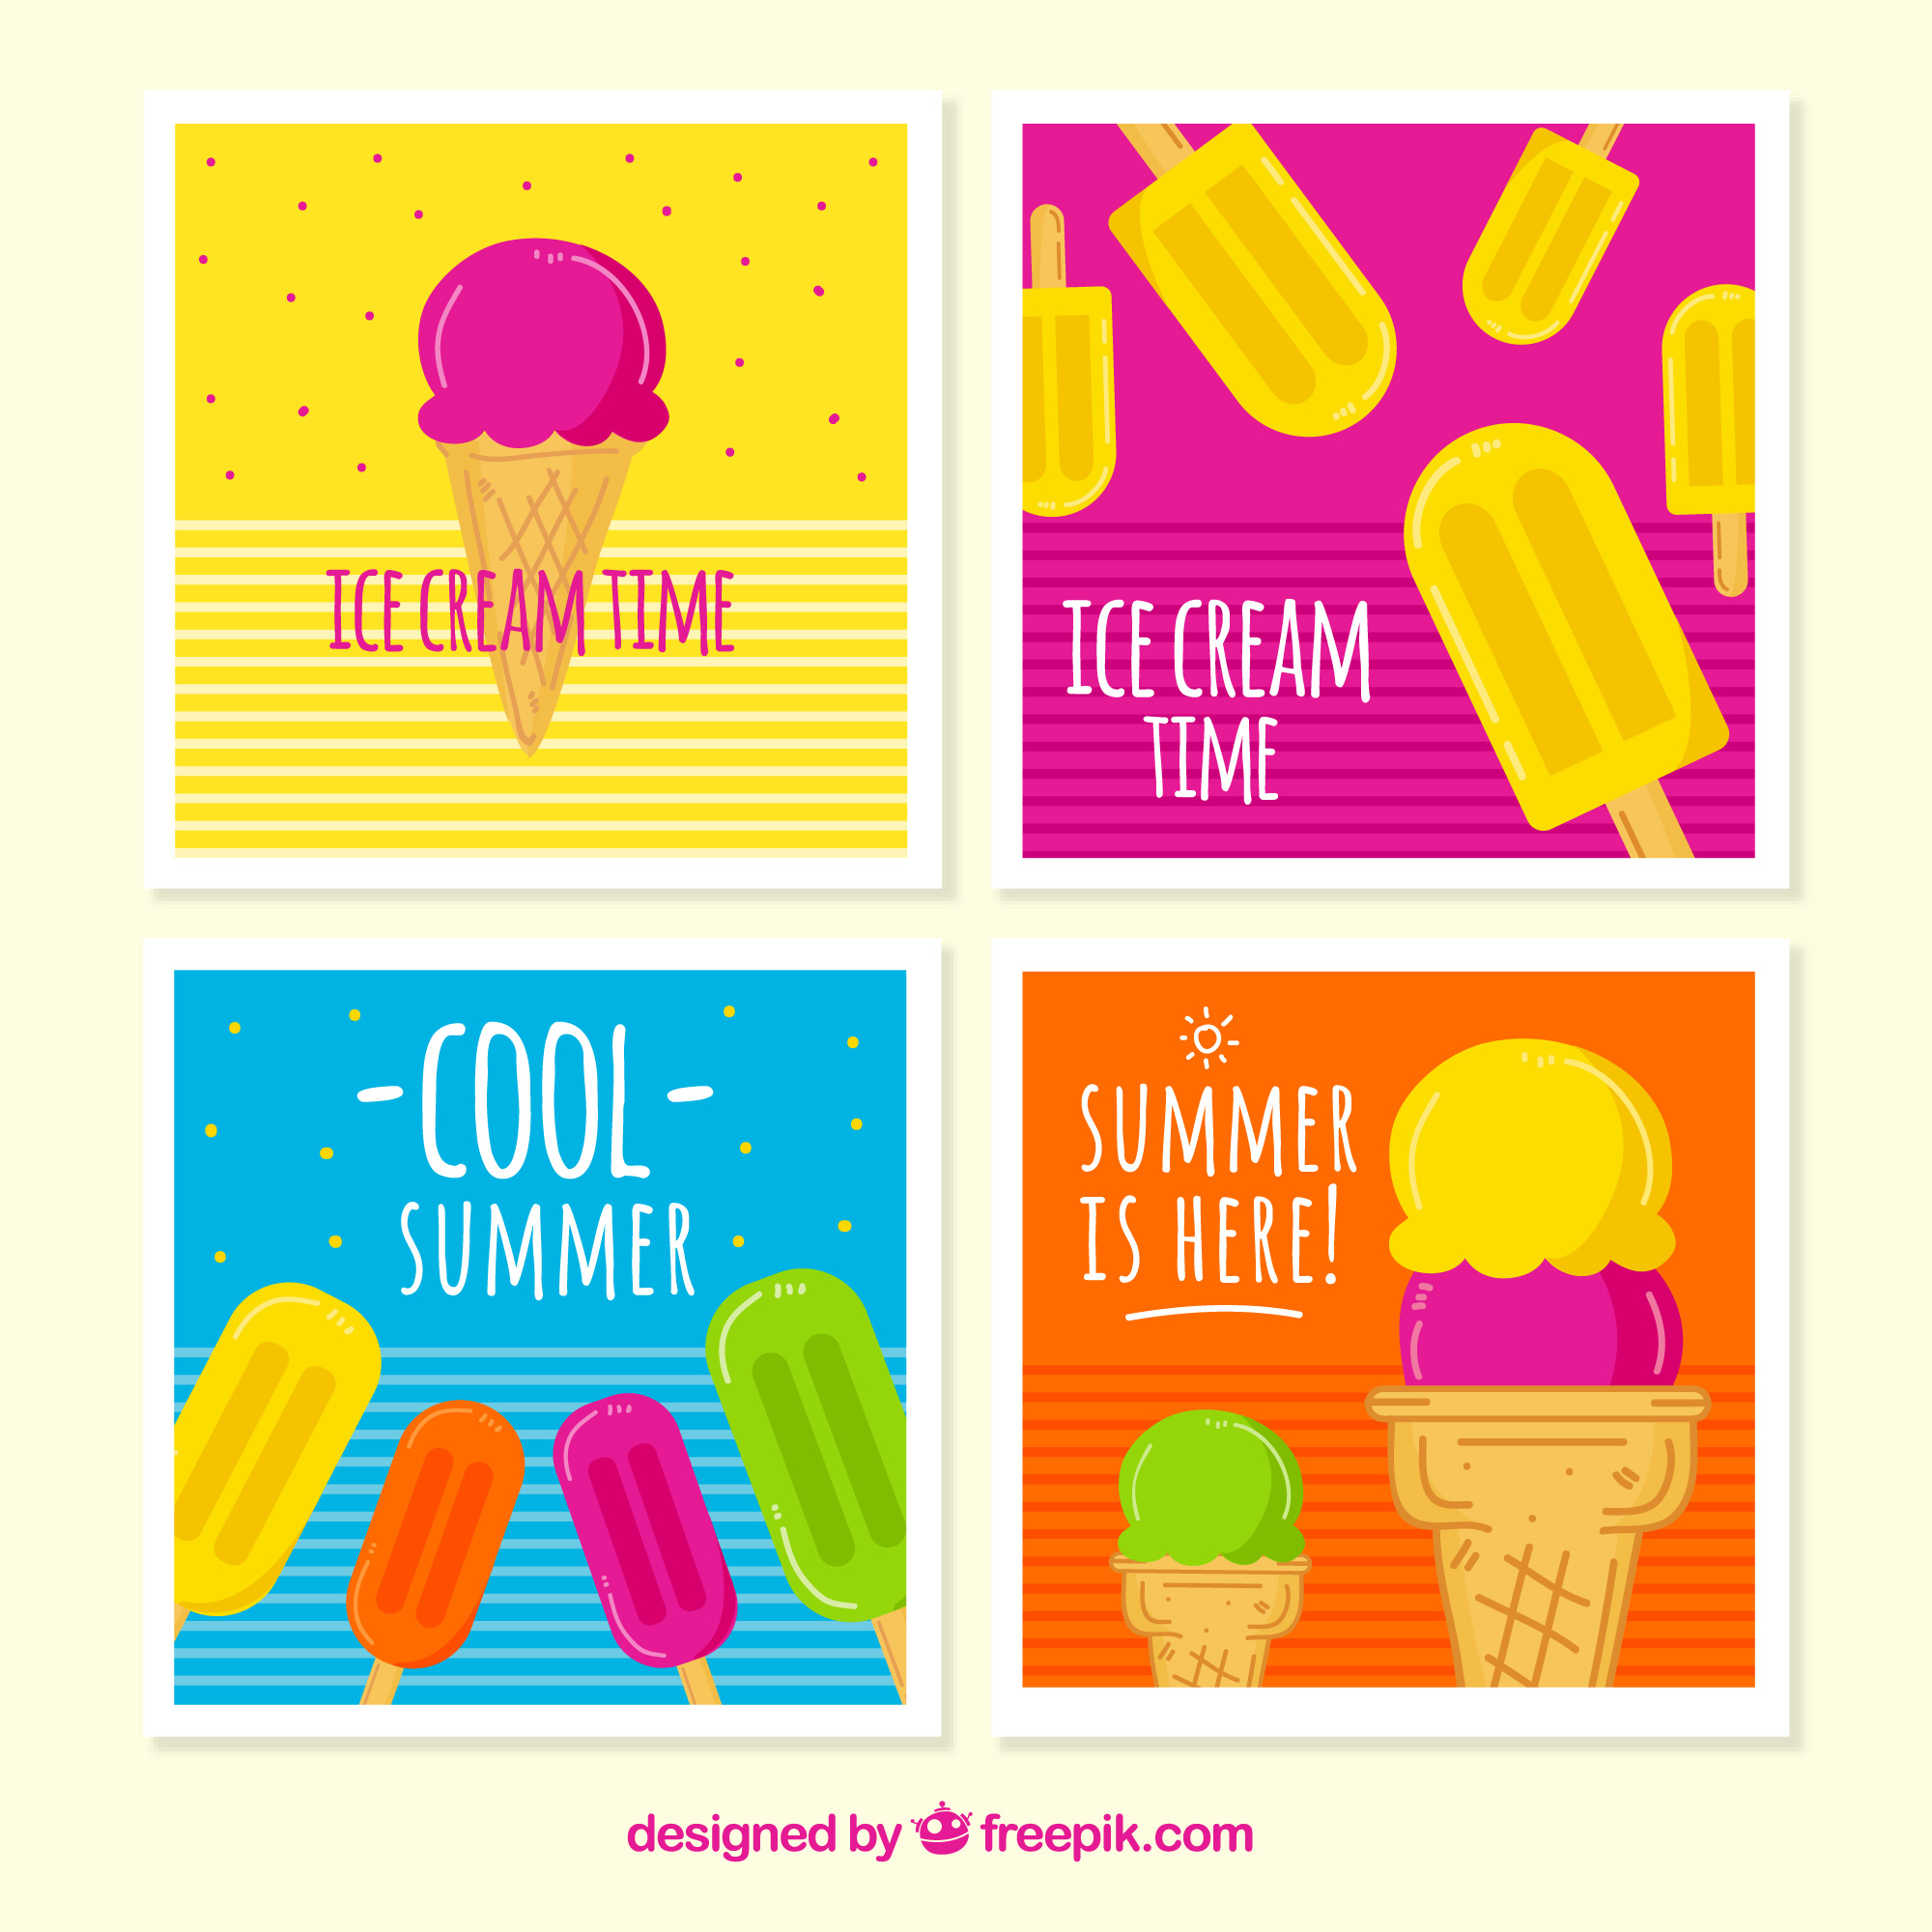 ICE CREAM TIME
ICE CREAM
TIME
-COOL-
SUMMER
SUMMER
IS HERE!
designed by freepik.com